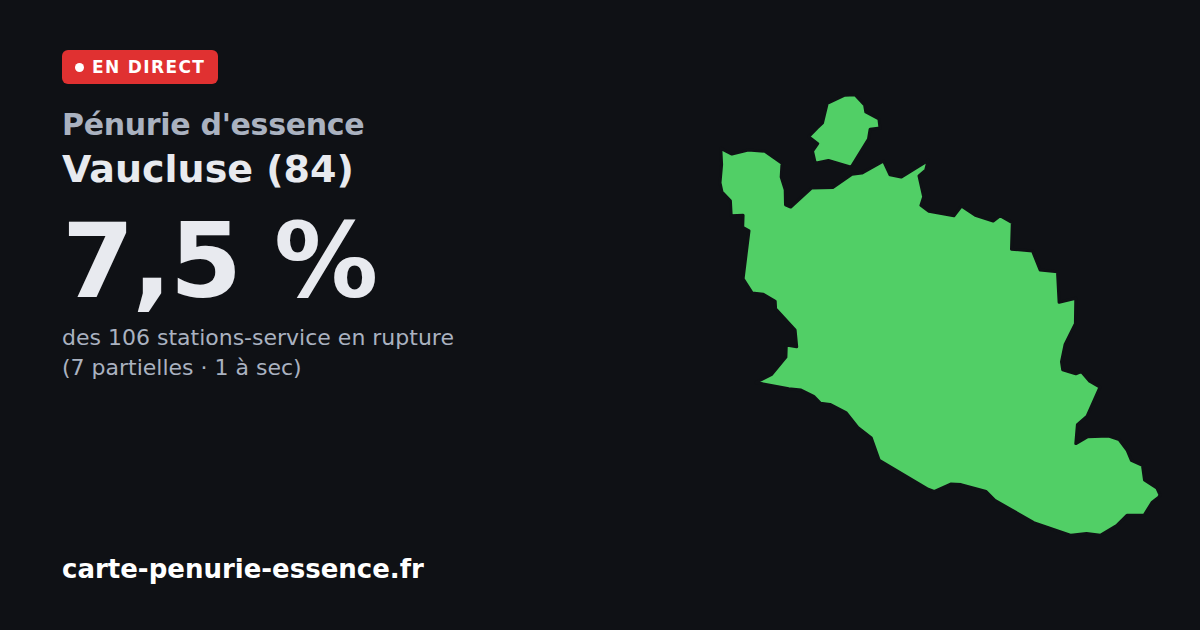 EN DIRECT
Pénurie d'essence
Vaucluse (84)
7,5 %
des 106 stations-service en rupture
(7 partielles · 1 à sec)
carte-penurie-essence.fr